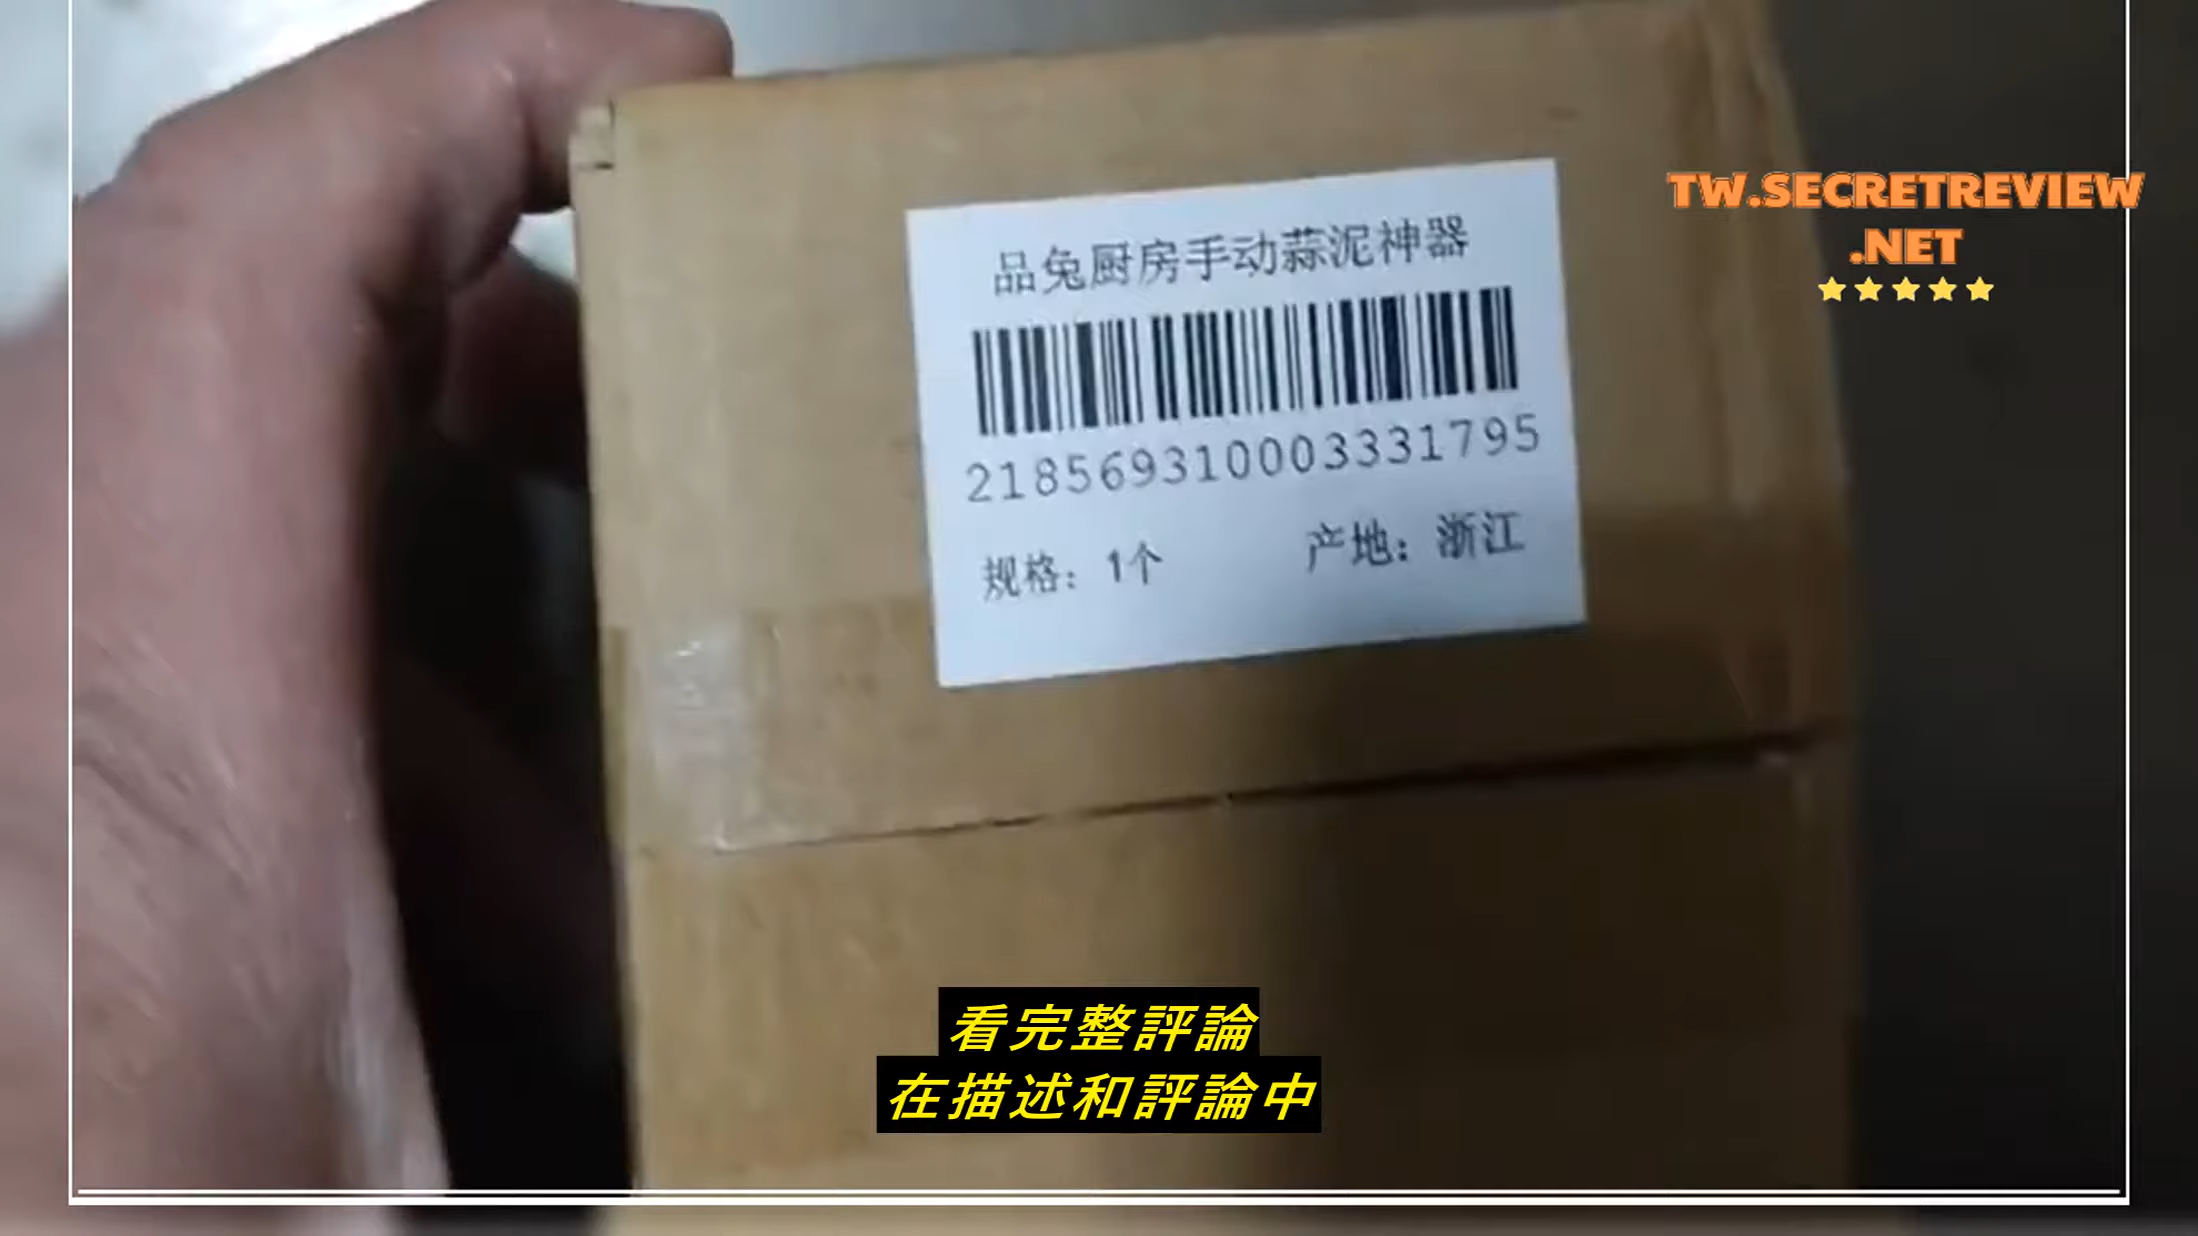 品兔厨房手动蒜泥神器
218569310003331795
规格：1个 产地：浙江
TW.SECRETREVIEW
.NET
看完整評論
在描述和評論中